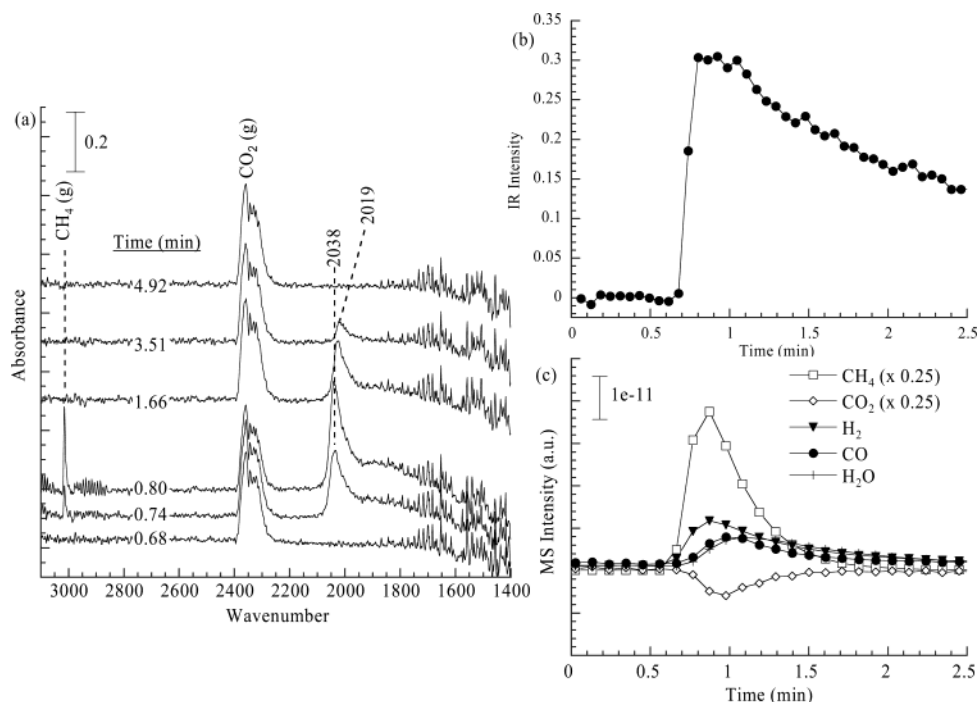 (a)
0.2
CH4 (g)
CO2 (g)
2038
2019
Time (min)
4.92
3.51
1.66
0.80
0.74
0.68
Absorbance
3000 2800 2600 2400 2200 2000 1800 1600 1400
Wavenumber
(b)
0.35
0.3
0.25
0.2
0.15
0.1
0.05
0
IR Intensity
0 0.5 1 1.5 2 2.5
Time (min)
(c)
1e-11
CH4 (x 0.25)
CO2 (x 0.25)
H2
CO
H2O
MS Intensity (a.u.)
0 0.5 1 1.5 2 2.5
Time (min)